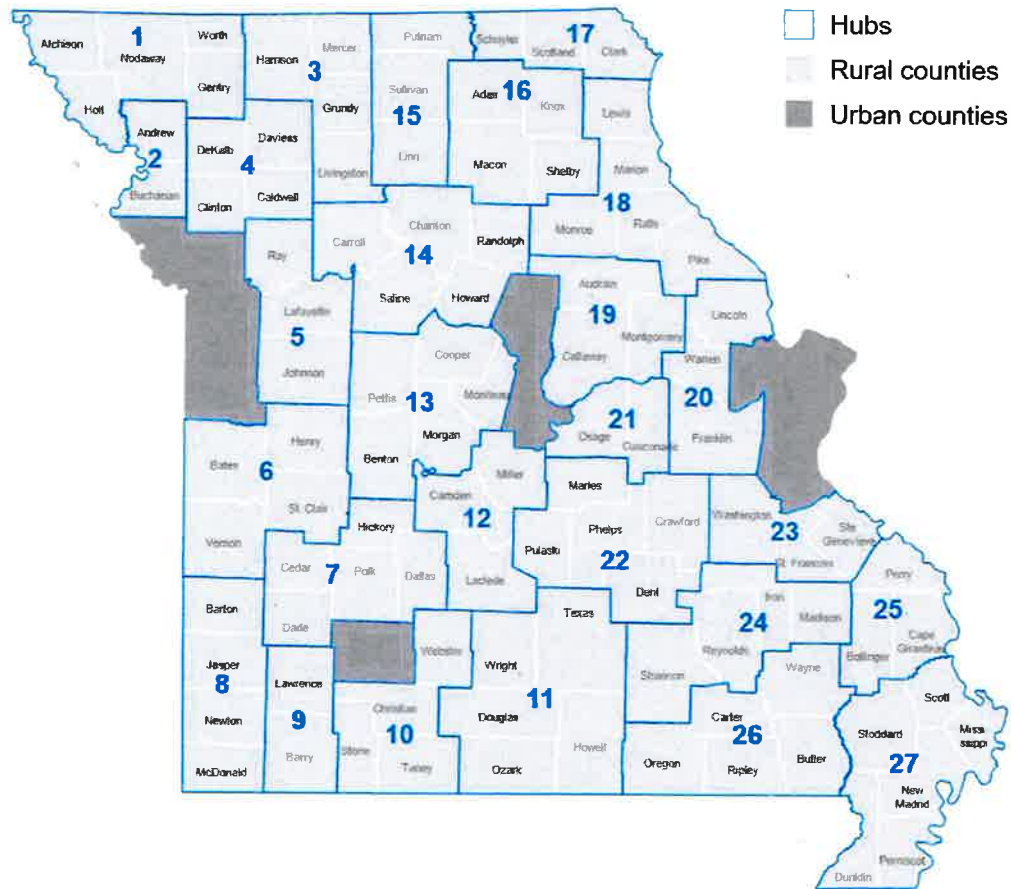 Hubs
Rural counties
Urban counties
1
Atchison
Nodaway
Worth
Gentry
Holt
2
Andrew
Buchanan
3
Harrison
Mercer
Grundy
Livingston
4
DeKalb
Daviess
Clinton
Caldwell
5
Ray
Lafayette
Johnson
6
Bates
Henry
St. Clair
Vernon
7
Hickory
Cedar
Polk
Dallas
Dade
8
Barton
Jasper
Newton
McDonald
9
Lawrence
Barry
10
Webster
Christian
Stone
Taney
11
Texas
Wright
Douglas
Ozark
Howell
12
Miller
Camden
Laclede
13
Cooper
Pettis
Moniteau
Morgan
Benton
14
Carroll
Chariton
Randolph
Saline
Howard
15
Putnam
Sullivan
Linn
16
Adair
Knox
Macon
Shelby
17
Schuyler
Scotland
Clark
18
Lewis
Marion
Monroe
Ralls
Pike
19
Audrain
Montgomery
Callaway
20
Lincoln
Warren
Franklin
21
Osage
Gasconade
22
Maries
Phelps
Crawford
Pulaski
Dent
23
Washington
Ste
Genevieve
St. Francois
24
Iron
Madison
Reynolds
Shannon
25
Perry
Cape
Girardeau
Bollinger
26
Wayne
Carter
Oregon
Ripley
Butler
27
Scott
Stoddard
Missi
ssippi
New
Madrid
Pemiscot
Dunklin